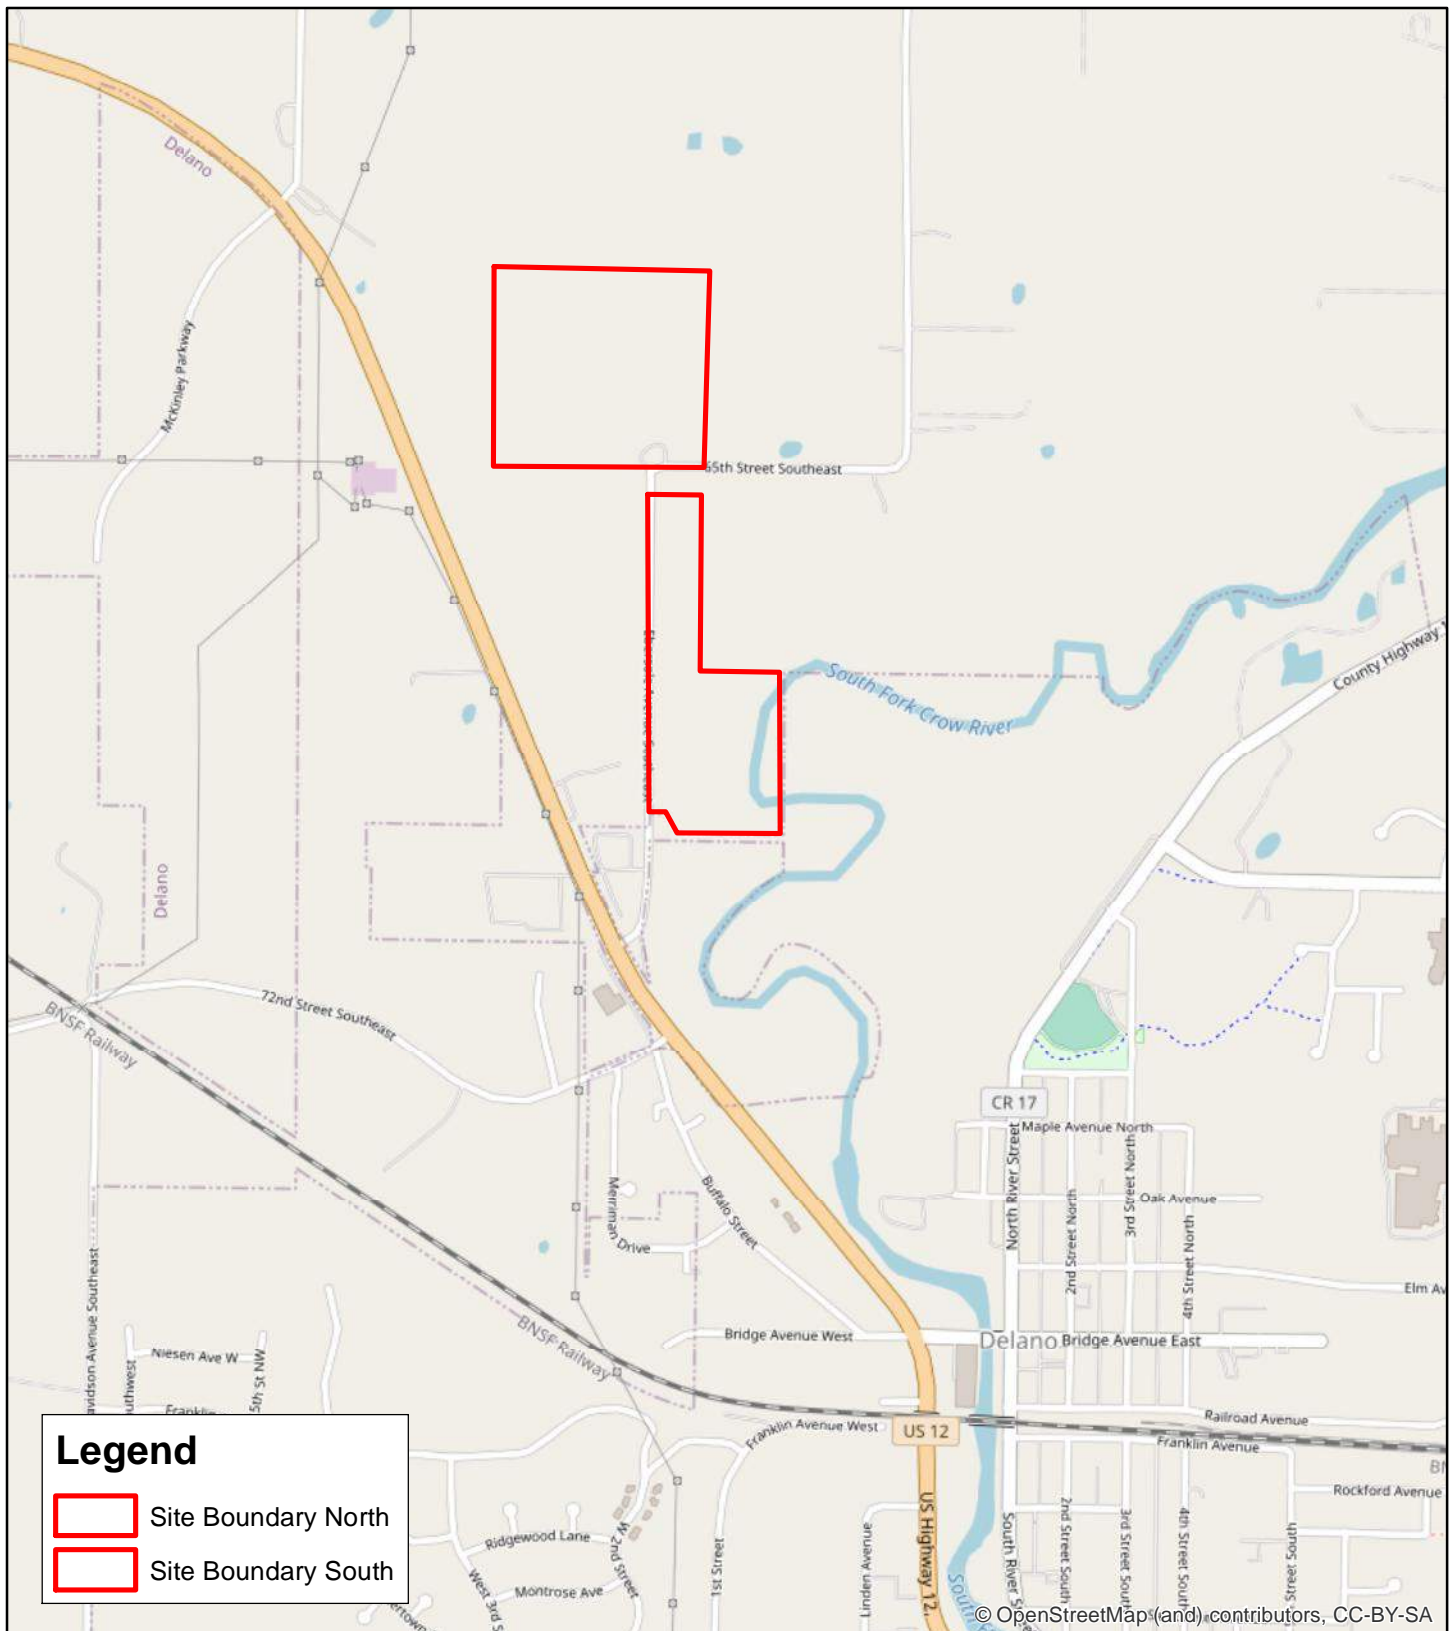 Delano
McKinley Parkway
65th Street Southeast
South Fork Crow River
County Highway 1
Delano
72nd Street Southeast
BNSF Railway
CR 17
Maple Avenue North
North River Street
2nd Street North
3rd Street North
4th Street North
Oak Avenue
Merriman Drive
Buffalo Street
Elm Av
Bridge Avenue West
Delano
Bridge Avenue East
BNSF Railway
Niesen Ave W
5th St NW
Franklin Avenue West
US 12
Railroad Avenue
Franklin Avenue
Rockford Avenue
US Highway 12
Linden Avenue
1st Street
W 2nd Street
Ridgewood Lane
Montrose Ave
West 3rd S
South River Stre
2nd Street South
3rd Street South
4th Street South
Street South
Legend
Site Boundary North
Site Boundary South
© OpenStreetMap (and) contributors, CC-BY-SA